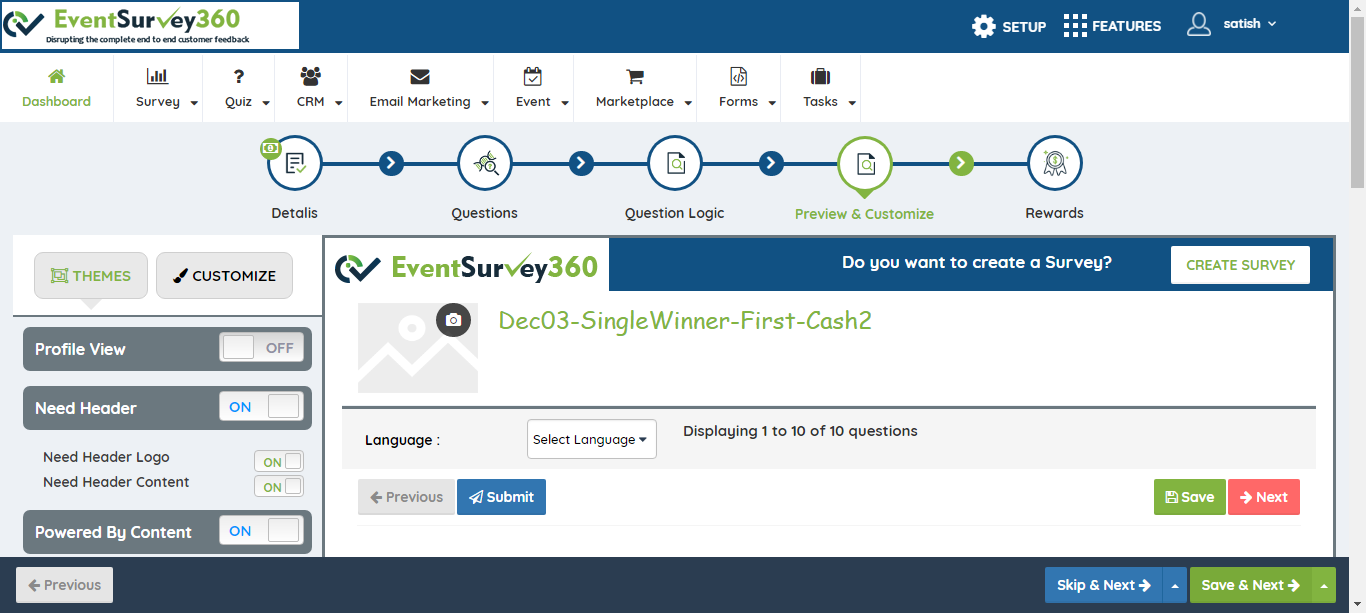 EventSurvey360
Disrupting the complete end to end customer feedback
SETUP
FEATURES
satish
Dashboard
Survey
Quiz
CRM
Email Marketing
Event
Marketplace
Forms
Tasks
Detalis
Questions
Question Logic
Preview & Customize
Rewards
THEMES
CUSTOMIZE
Profile View
OFF
Need Header
ON
Need Header Logo
ON
Need Header Content
ON
Powered By Content
ON
EventSurvey360
Do you want to create a Survey?
CREATE SURVEY
Dec03-SingleWinner-First-Cash2
Language :
Select Language
Displaying 1 to 10 of 10 questions
Previous
Submit
Save
Next
Previous
Skip & Next
Save & Next